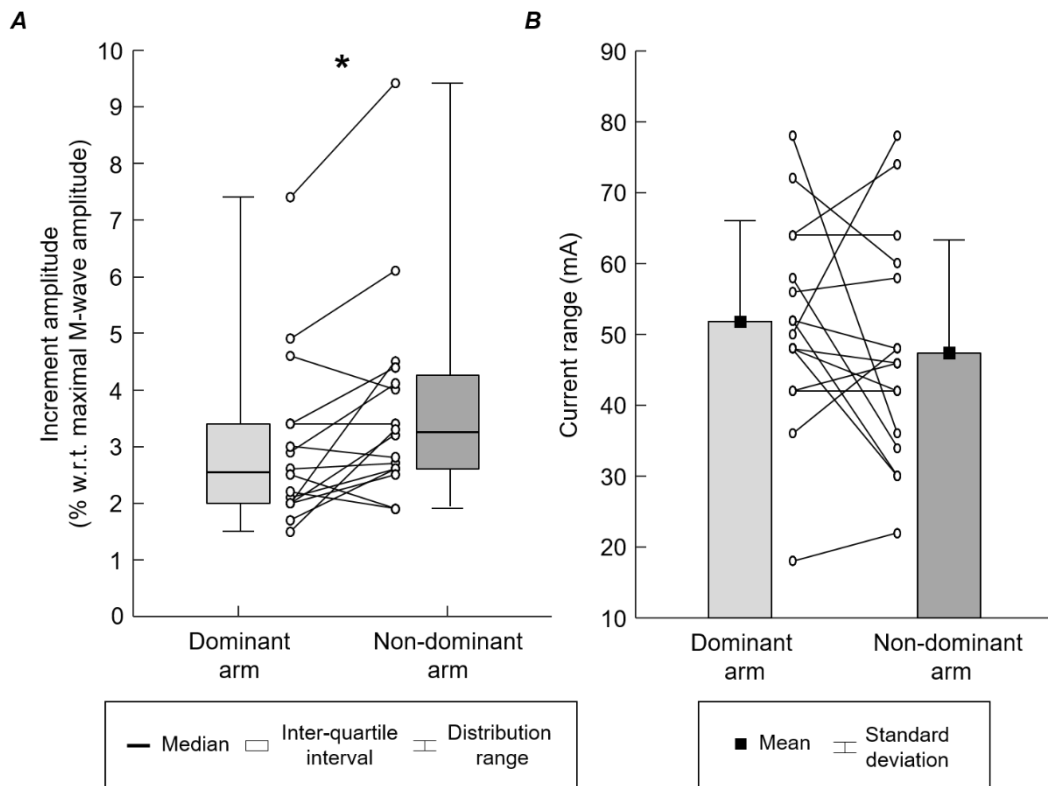 A
B
*
Increment amplitude
(% w.r.t. maximal M-wave amplitude)
10
9
8
7
6
5
4
3
2
1
0
Dominant
arm
Non-dominant
arm
Median
Inter-quartile
interval
Distribution
range
Current range (mA)
90
80
70
60
50
40
30
20
10
Dominant
arm
Non-dominant
arm
Mean
Standard
deviation